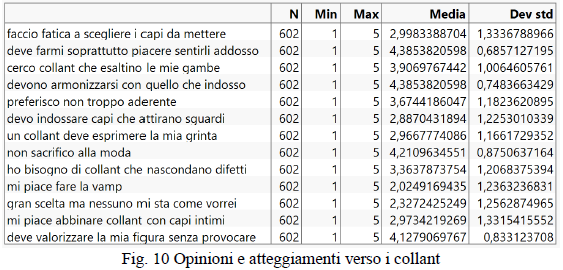 N Min Max Media Dev std
faccio fatica a scegliere i capi da mettere 602 1 5 2,9983388704 1,3336788966
deve farmi soprattutto piacere sentirli addosso 602 1 5 4,3853820598 0,6857127195
cerco collant che esaltino le mie gambe 602 1 5 3,9069767442 1,0064605761
devono armonizzarsi con quello che indosso 602 1 5 4,3853820598 0,7483663429
preferisco non troppo aderente 602 1 5 3,6744186047 1,1823620895
devo indossare capi che attirano sguardi 602 1 5 2,8870431894 1,2253010339
un collant deve esprimere la mia grinta 602 1 5 2,9667774086 1,1661729352
non sacrifico alla moda 602 1 5 4,2109634551 0,8750637164
ho bisogno di collant che nascondano difetti 602 1 5 3,3637873754 1,2068375394
mi piace fare la vamp 602 1 5 2,0249169435 1,2363236831
gran scelta ma nessuno mi sta come vorrei 602 1 5 2,3272425249 1,2562874965
mi piace abbinare collant con capi intimi 602 1 5 2,9734219269 1,3315415552
deve valorizzare la mia figura senza provocare 602 1 5 4,1279069767 0,833123708
Fig. 10 Opinioni e atteggiamenti verso i collant